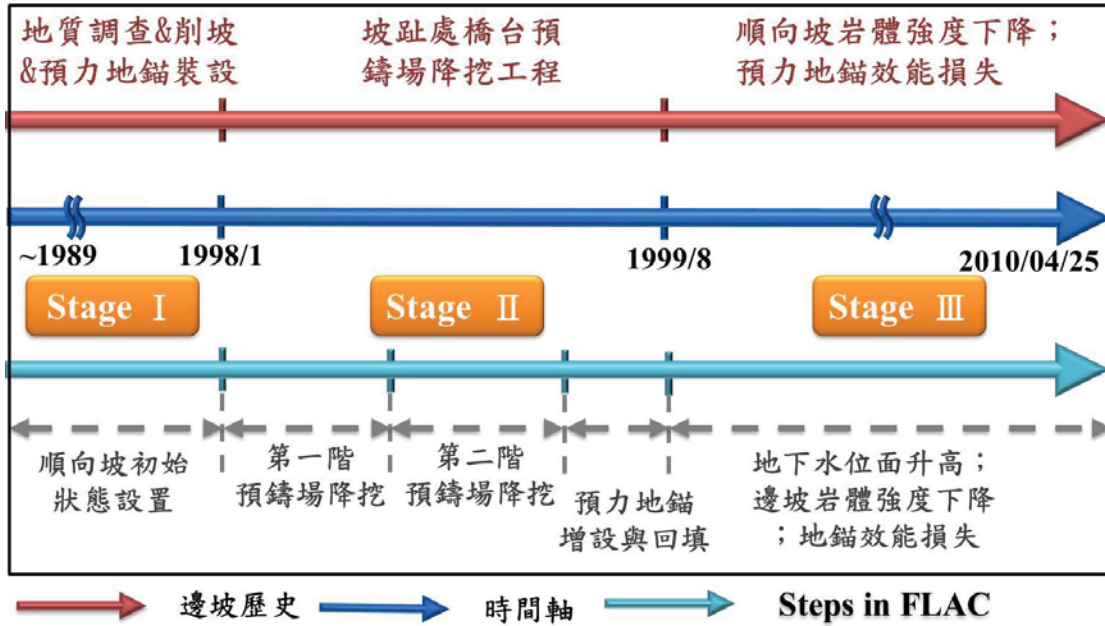 地質調查&削坡
&預力地錨裝設
坡趾處橋台預
鑄場降挖工程
順向坡岩體強度下降；
預力地錨效能損失
~1989
1998/1
1999/8
2010/04/25
Stage Ⅰ
Stage Ⅱ
Stage Ⅲ
順向坡初始
狀態設置
第一階
預鑄場降挖
第二階
預鑄場降挖
預力地錨
增設與回填
地下水位面升高；
邊坡岩體強度下降
；地錨效能損失
邊坡歷史
時間軸
Steps in FLAC